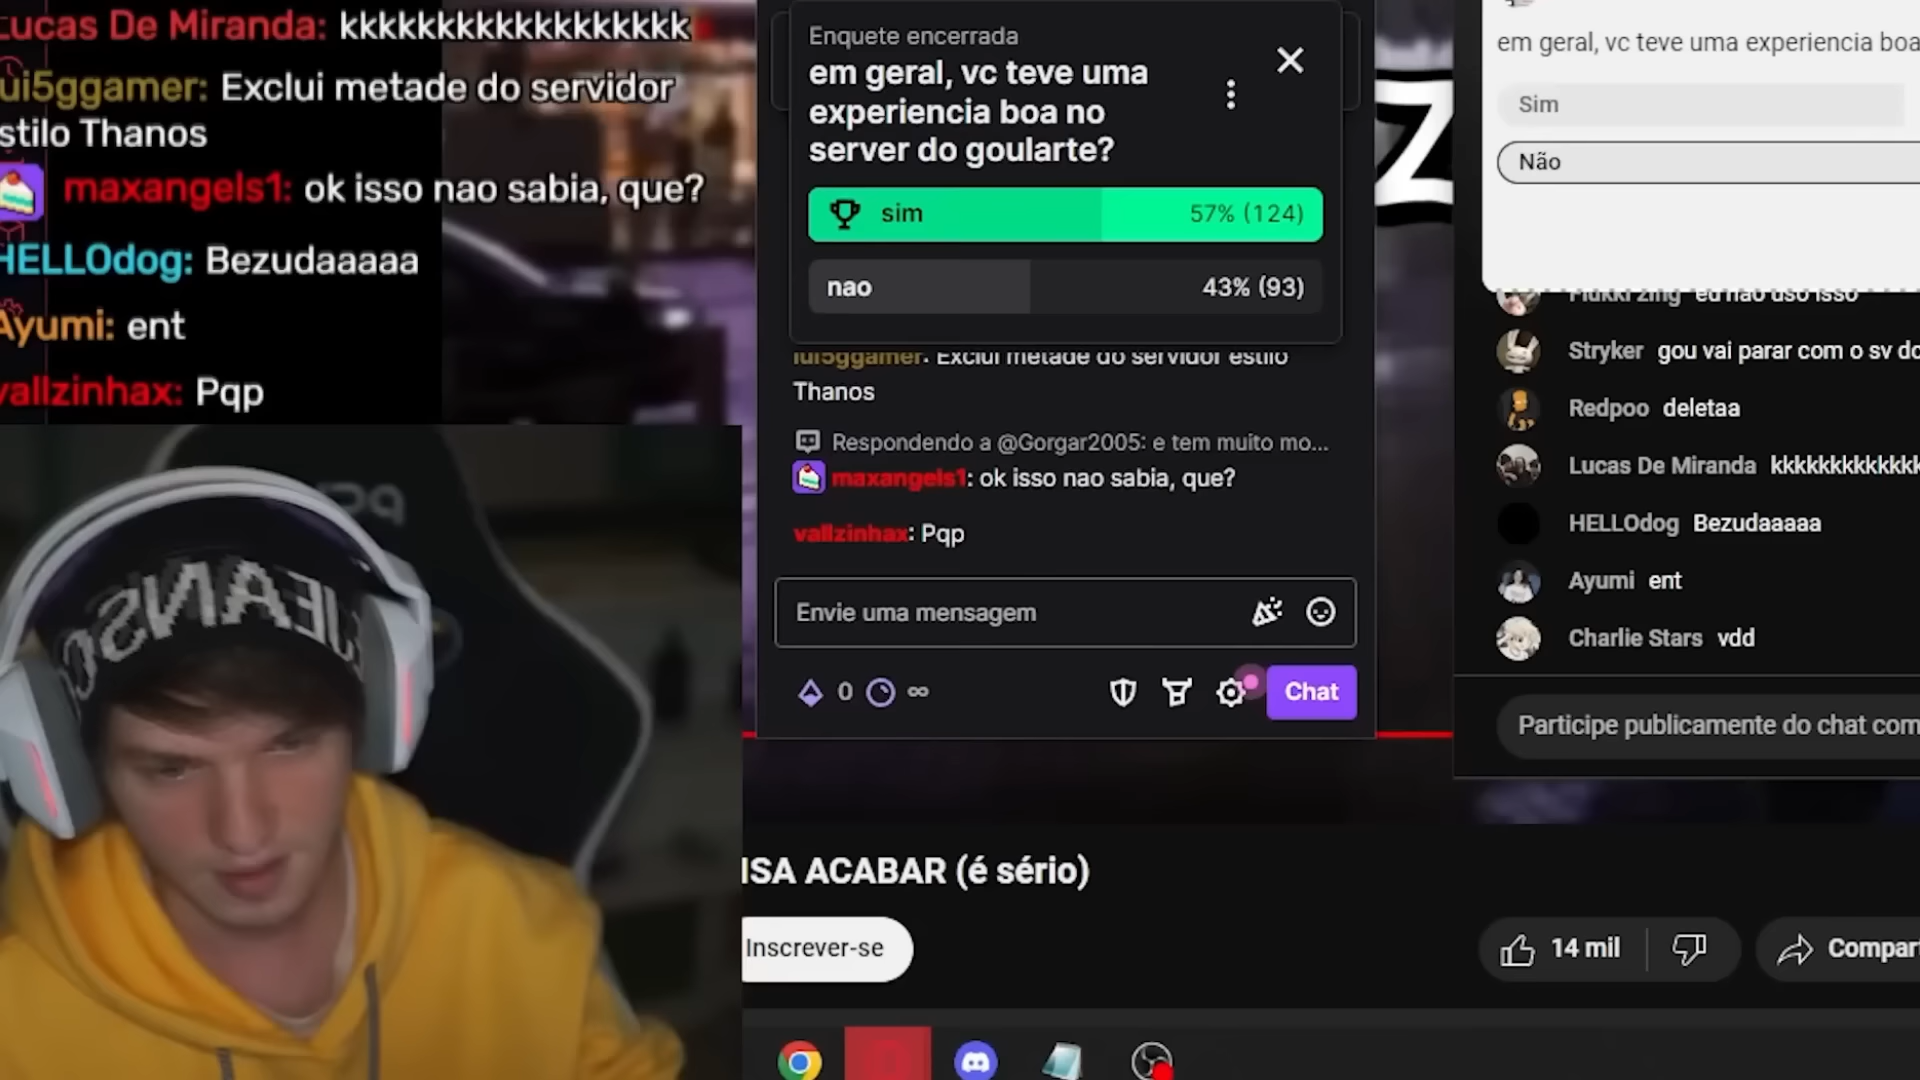 Lucas De Miranda: kkkkkkkkkkkkkkkkkk
ui5ggamer: Exclui metade do servidor
stilo Thanos
maxangels1: ok isso nao sabia, que?
HELLOdog: Bezudaaaaa
Ayumi: ent
vallzinhax: Pqp
JEANS
Enquete encerrada
em geral, vc teve uma
experiencia boa no
server do goularte?
sim 57% (124)
nao 43% (93)
lui5ggamer: Exclui metade do servidor estilo
Thanos
Respondendo a @Gorgar2005: e tem muito mo...
maxangels1: ok isso nao sabia, que?
vallzinhax: Pqp
Envie uma mensagem
0 ∞ Chat
Z
em geral, vc teve uma experiencia boa
Sim
Não
eu nao uso isso
Stryker gou vai parar com o sv do
Redpoo deletaa
Lucas De Miranda kkkkkkkkkkkkk
HELLOdog Bezudaaaaa
Ayumi ent
Charlie Stars vdd
Participe publicamente do chat com
ISA ACABAR (é sério)
Inscrever-se
14 mil
Compar